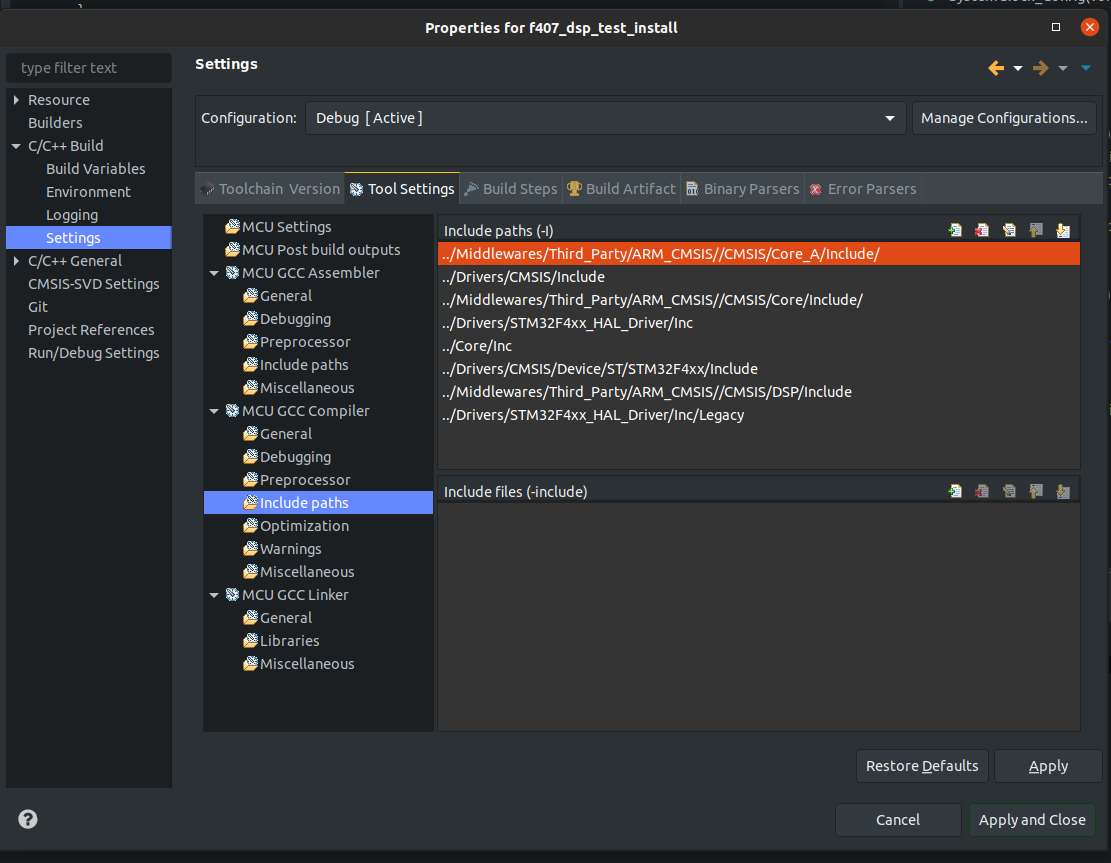 Properties for f407_dsp_test_install
type filter text
Resource
Builders
C/C++ Build
Build Variables
Environment
Logging
Settings
C/C++ General
CMSIS-SVD Settings
Git
Project References
Run/Debug Settings
Settings
Configuration:
Debug [ Active ]
Manage Configurations...
Toolchain Version
Tool Settings
Build Steps
Build Artifact
Binary Parsers
Error Parsers
MCU Settings
MCU Post build outputs
MCU GCC Assembler
General
Debugging
Preprocessor
Include paths
Miscellaneous
MCU GCC Compiler
General
Debugging
Preprocessor
Include paths
Optimization
Warnings
Miscellaneous
MCU GCC Linker
General
Libraries
Miscellaneous
Include paths (-I)
../Middlewares/Third_Party/ARM_CMSIS//CMSIS/Core_A/Include/
../Drivers/CMSIS/Include
../Middlewares/Third_Party/ARM_CMSIS//CMSIS/Core/Include/
../Drivers/STM32F4xx_HAL_Driver/Inc
../Core/Inc
../Drivers/CMSIS/Device/ST/STM32F4xx/Include
../Middlewares/Third_Party/ARM_CMSIS//CMSIS/DSP/Include
../Drivers/STM32F4xx_HAL_Driver/Inc/Legacy
Include files (-include)
Restore Defaults
Apply
Cancel
Apply and Close